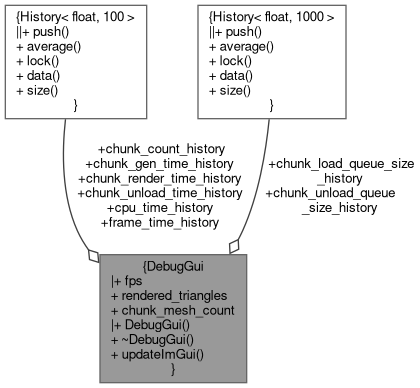 {History< float, 100 >
||+ push()
+ average()
+ lock()
+ data()
+ size()
}
{History< float, 1000 >
||+ push()
+ average()
+ lock()
+ data()
+ size()
}
+chunk_count_history
+chunk_gen_time_history
+chunk_render_time_history
+chunk_unload_time_history
+cpu_time_history
+frame_time_history
+chunk_load_queue_size
_history
+chunk_unload_queue
_size_history
{DebugGui
|+ fps
+ rendered_triangles
+ chunk_mesh_count
|+ DebugGui()
+ ~DebugGui()
+ updateImGui()
}